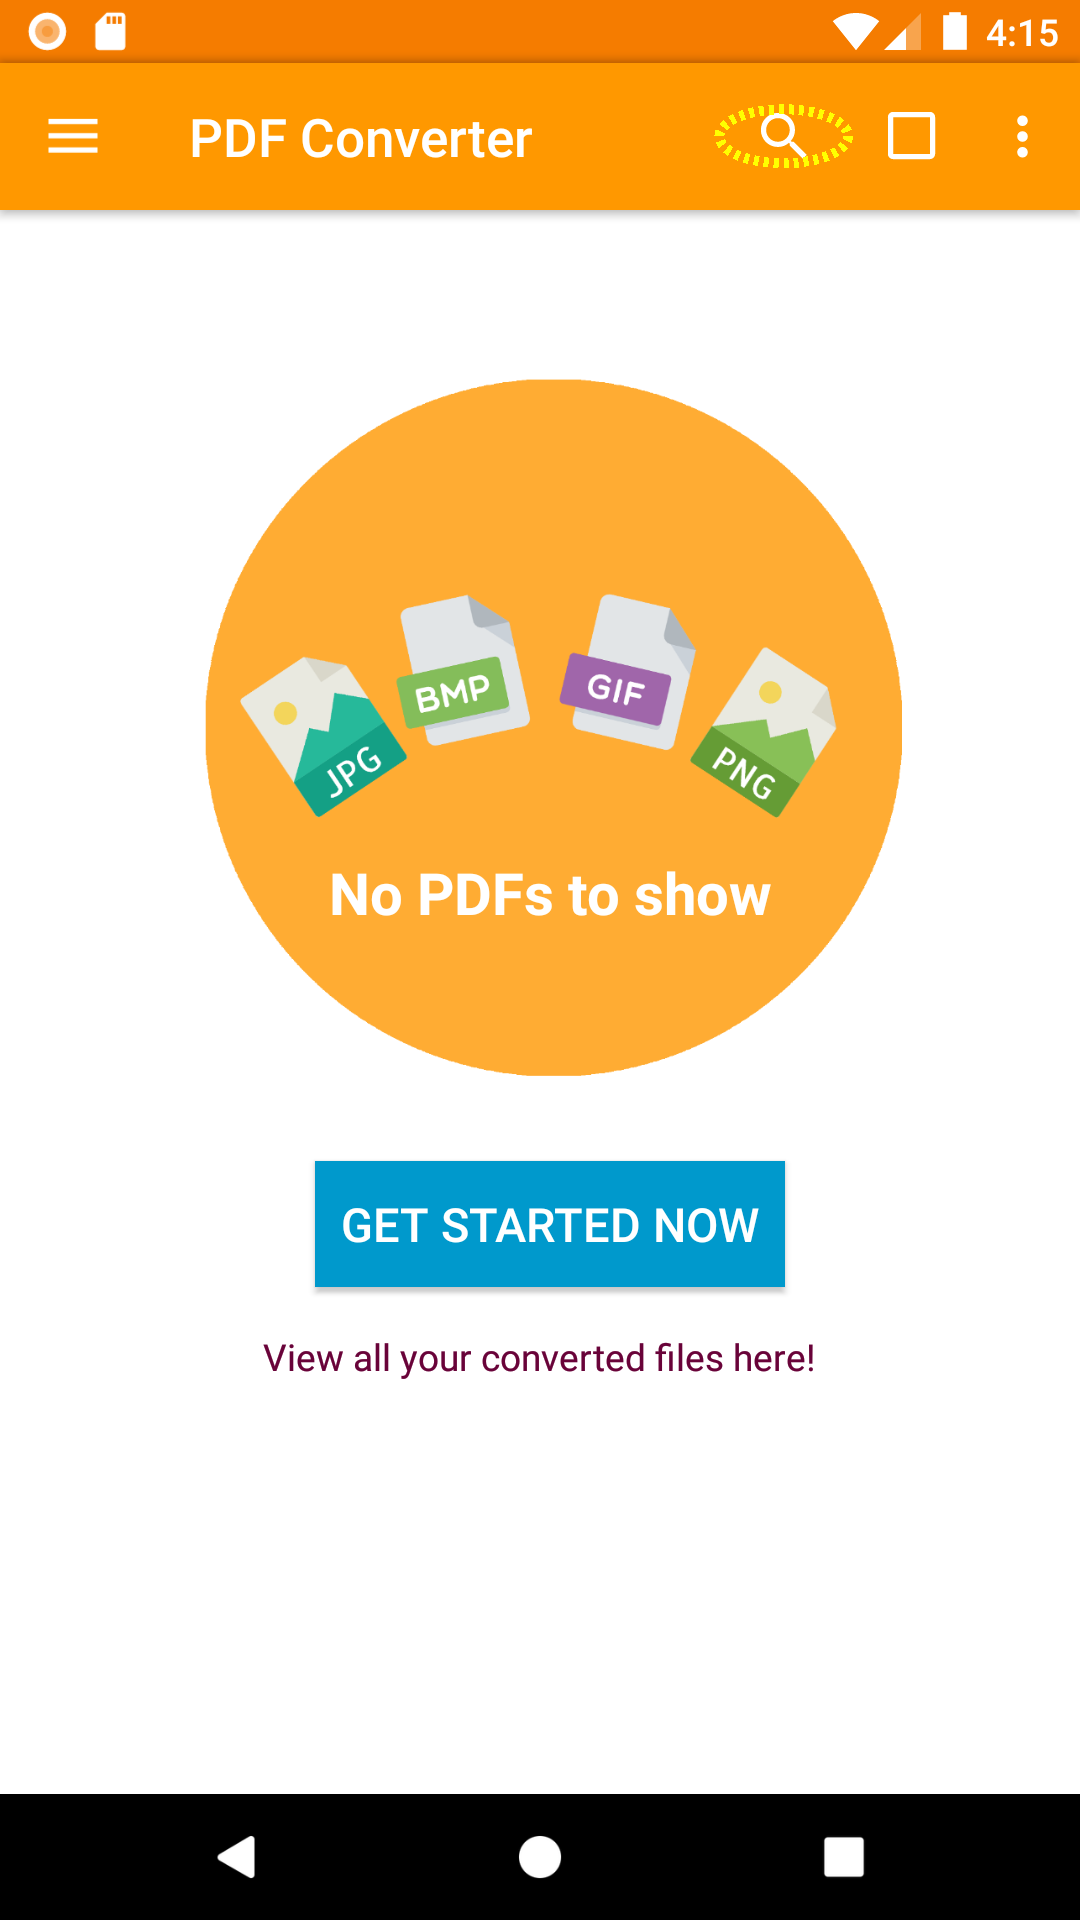 4:15
PDF Converter
JPG
BMP
GIF
PNG
No PDFs to show
GET STARTED NOW
View all your converted files here!